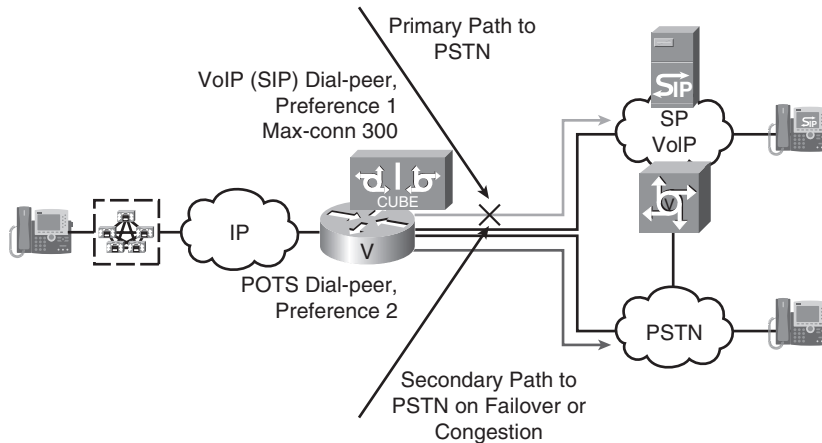 Primary Path to
PSTN
VoIP (SIP) Dial-peer,
Preference 1
Max-conn 300
SIP
SP
VoIP
SIP
CUBE
V
IP
V
POTS Dial-peer,
Preference 2
PSTN
Secondary Path to
PSTN on Failover or
Congestion